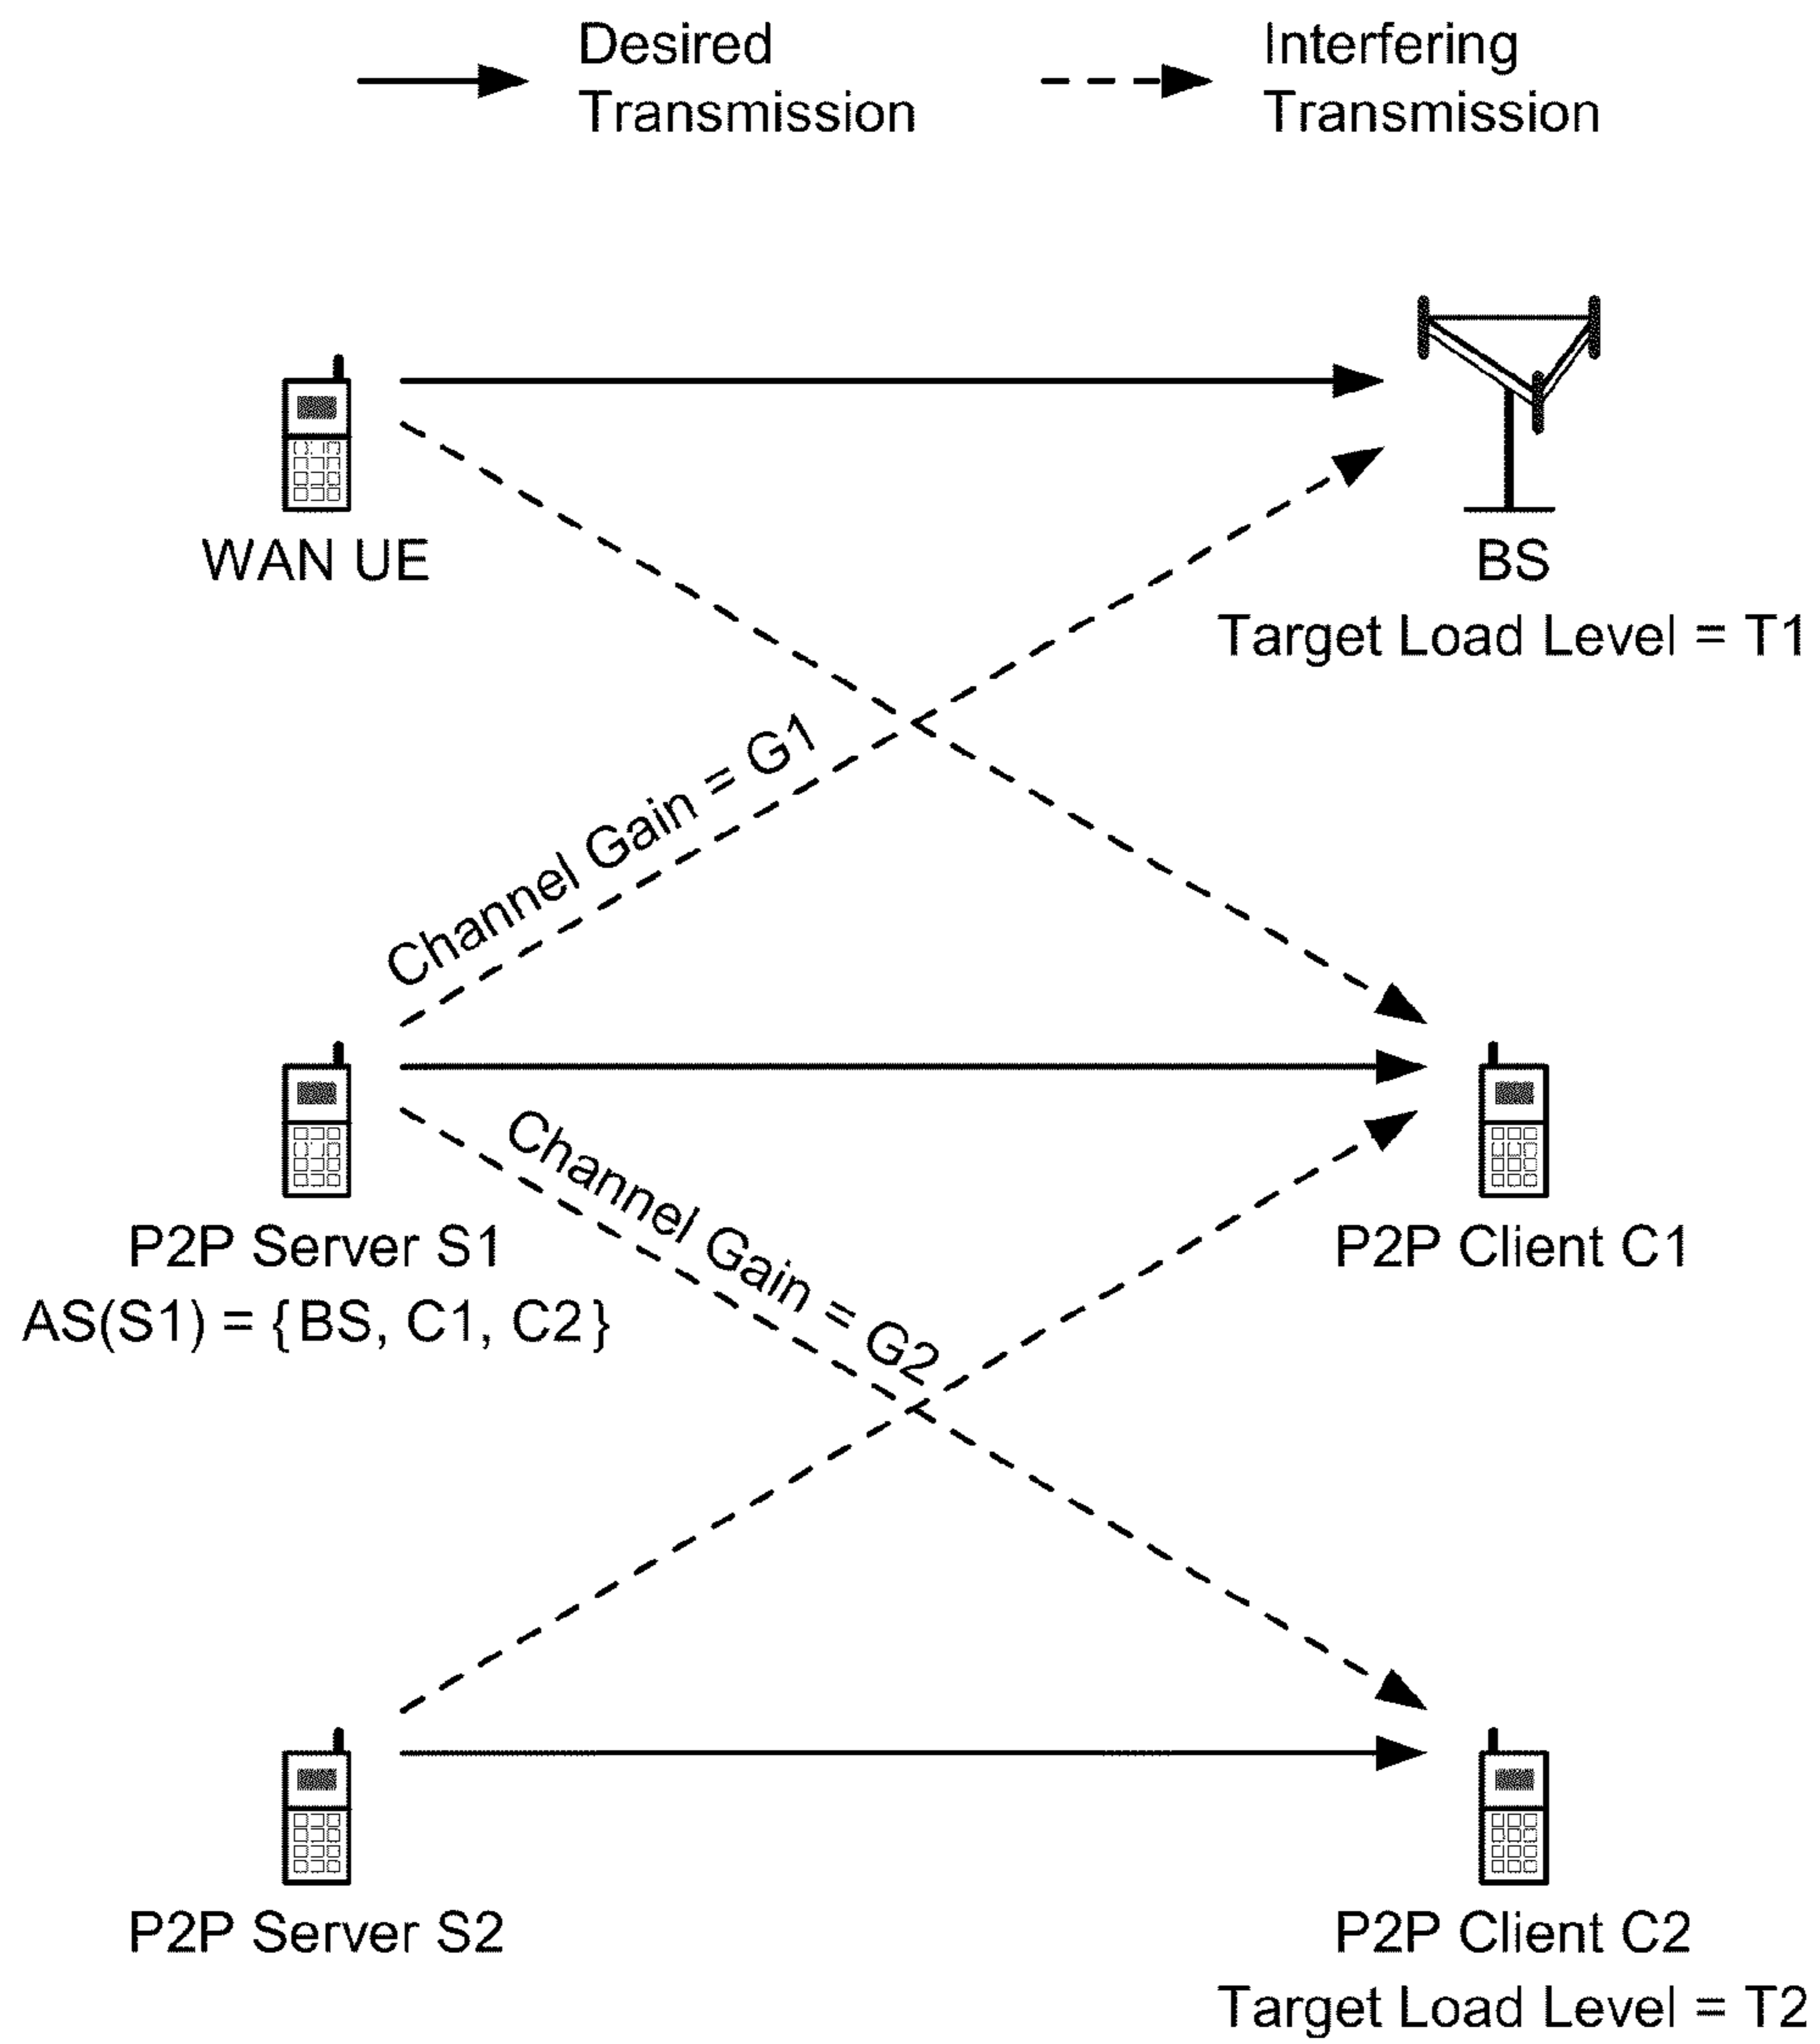 Desired
Transmission
Interfering
Transmission
WAN UE
BS
Target Load Level = T1
Channel Gain = G1
P2P Server S1
AS(S1) = {BS, C1, C2}
Channel Gain = G2
P2P Client C1
P2P Server S2
P2P Client C2
Target Load Level = T2